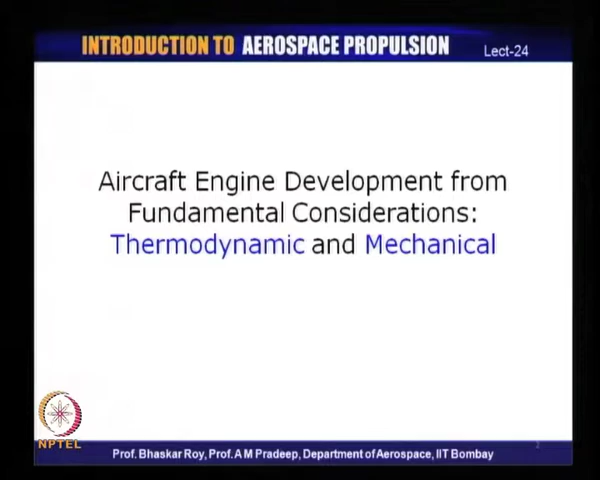 INTRODUCTION TO AEROSPACE PROPULSION
Lect-24
Aircraft Engine Development from
Fundamental Considerations:
Thermodynamic and Mechanical
NPTEL
2
Prof. Bhaskar Roy, Prof. A M Pradeep, Department of Aerospace, IIT Bombay